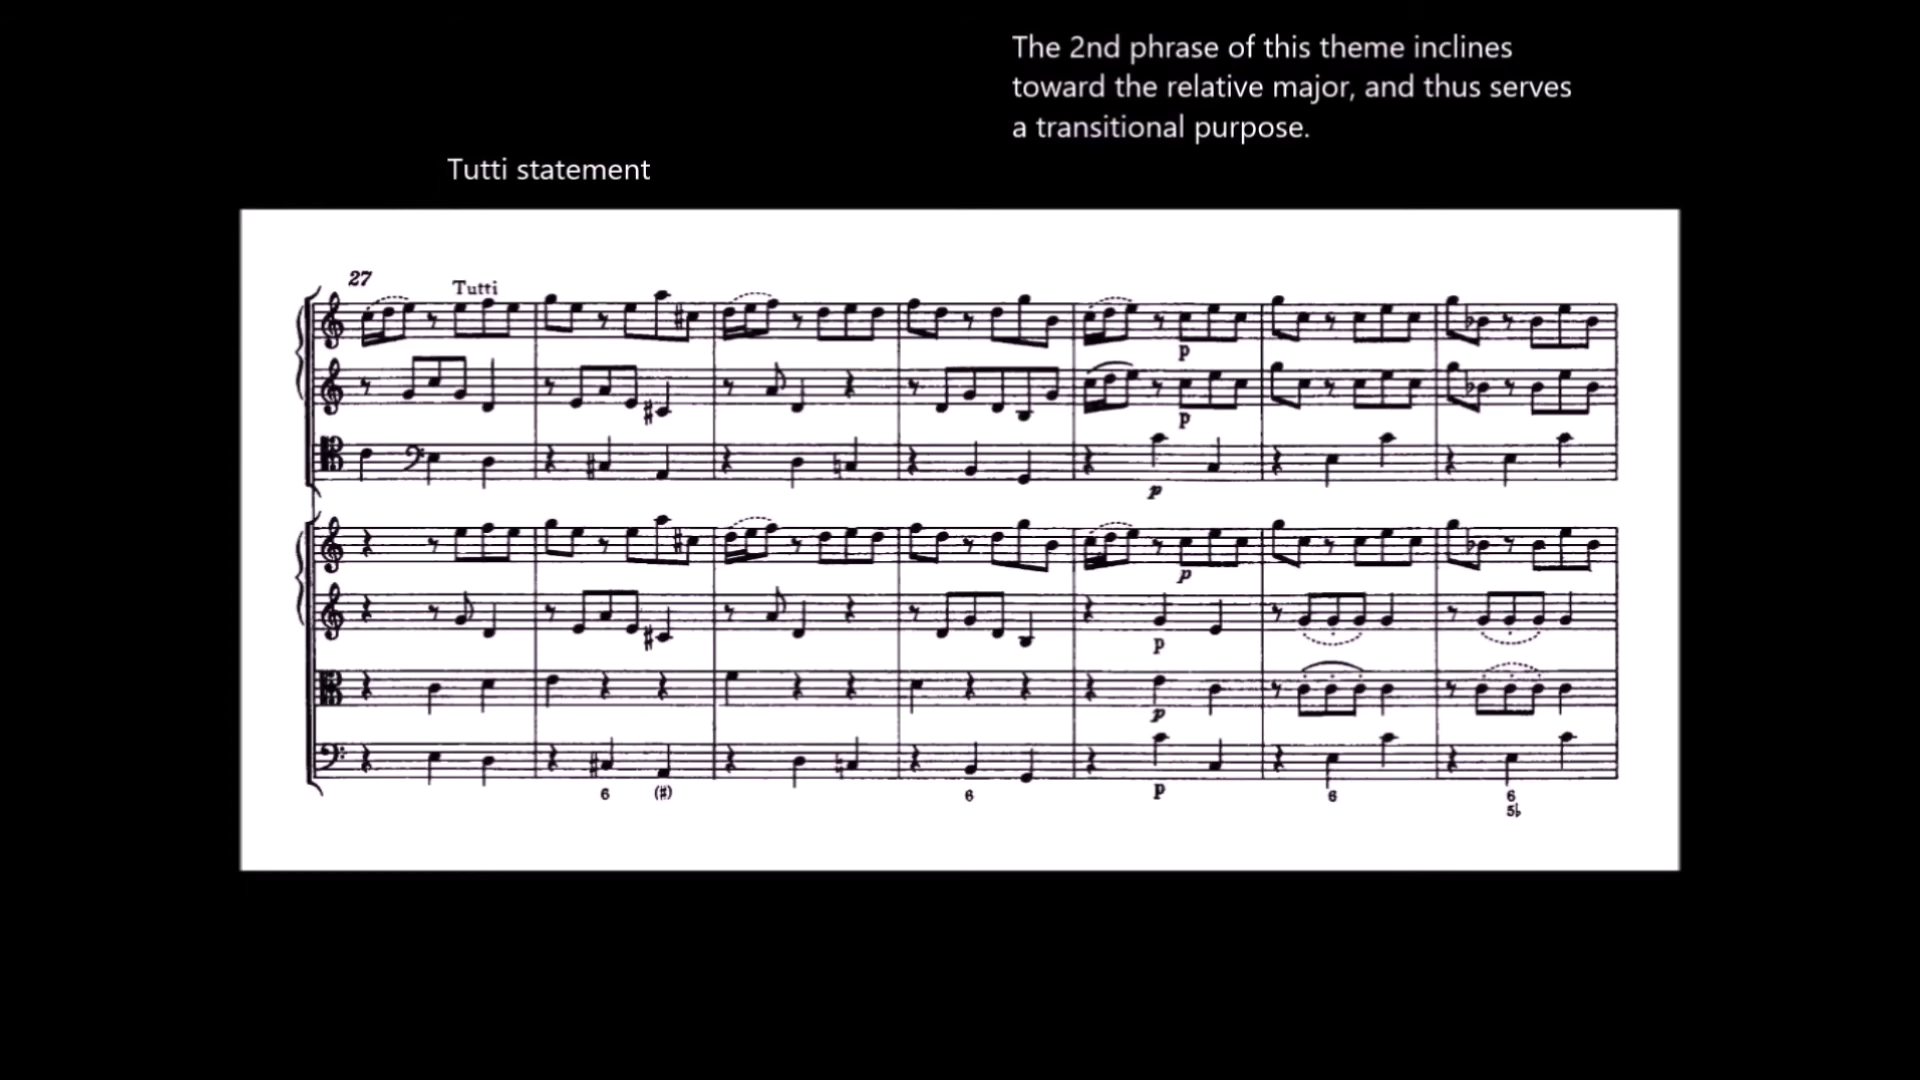 The 2nd phrase of this theme inclines
toward the relative major, and thus serves
a transitional purpose.
Tutti statement
27
Tutti
p
p
p
p
p
p
6 (#) 6 p 6 6
5♭